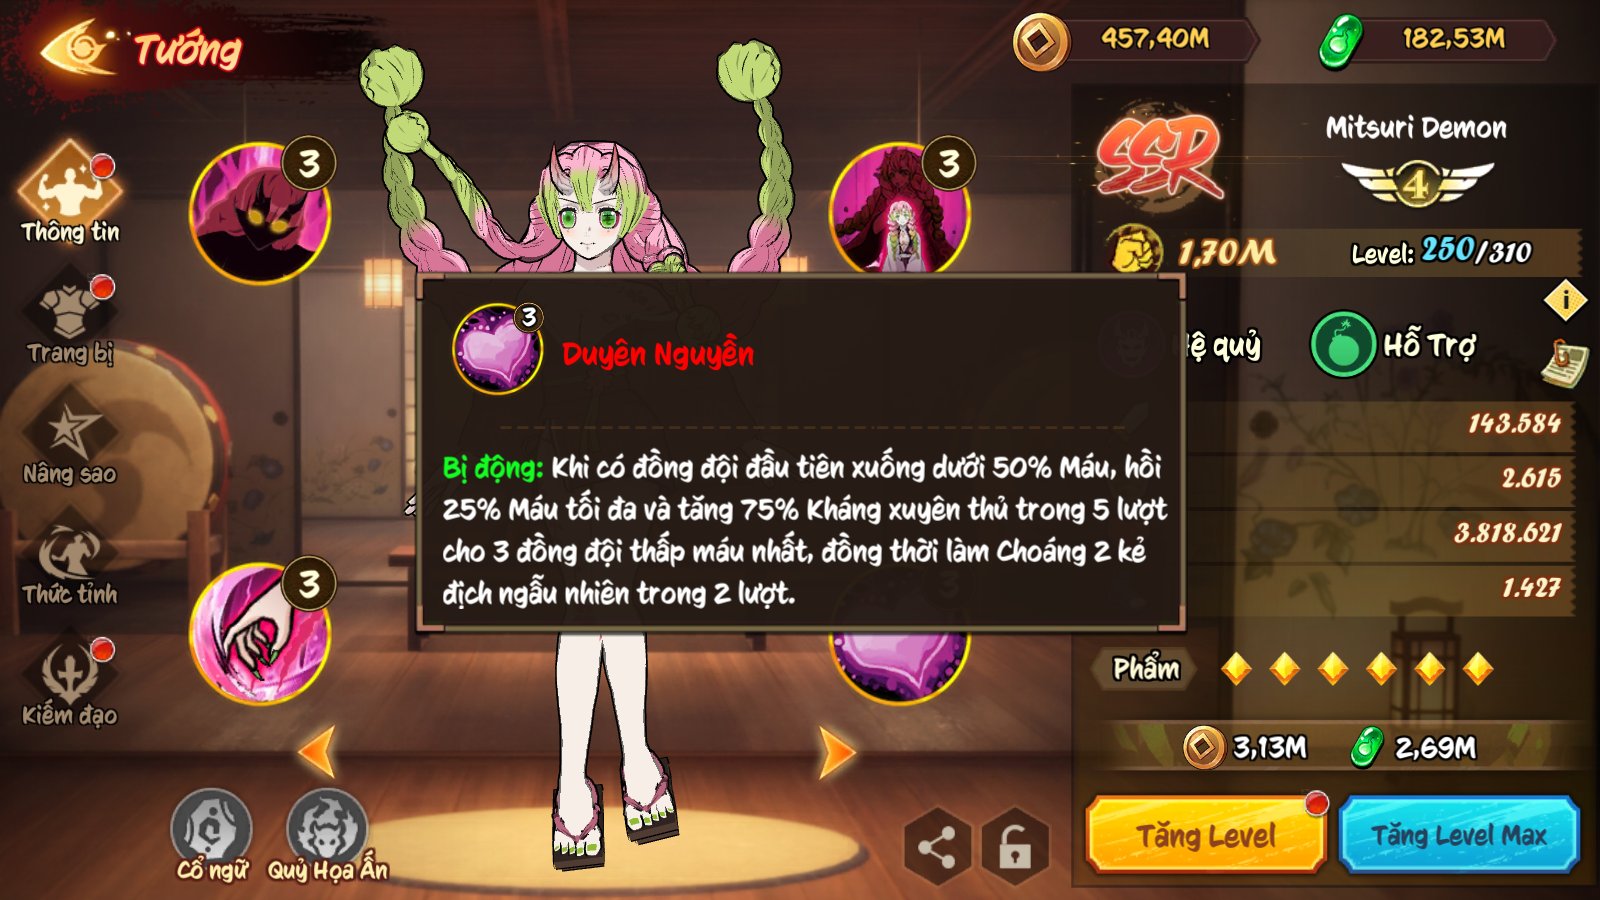 Tướng
457,40M
182,53M
Thông tin
Trang bị
Nâng sao
Thức tỉnh
Kiếm đạo
3
3
3
SSR
Mitsuri Demon
4
1,70M
Level: 250/310
Hệ quỷ
Hỗ Trợ
3
Duyên Nguyền
Bị động: Khi có đồng đội đầu tiên xuống dưới 50% Máu, hồi
25% Máu tối đa và tăng 75% Kháng xuyên thủ trong 5 lượt
cho 3 đồng đội thấp máu nhất, đồng thời làm Choáng 2 kẻ
địch ngẫu nhiên trong 2 lượt.
3
143.584
2.615
3.818.621
1.427
Phẩm
3,13M
2,69M
Tăng Level
Tăng Level Max
Cổ ngữ
Quỷ Họa Ấn